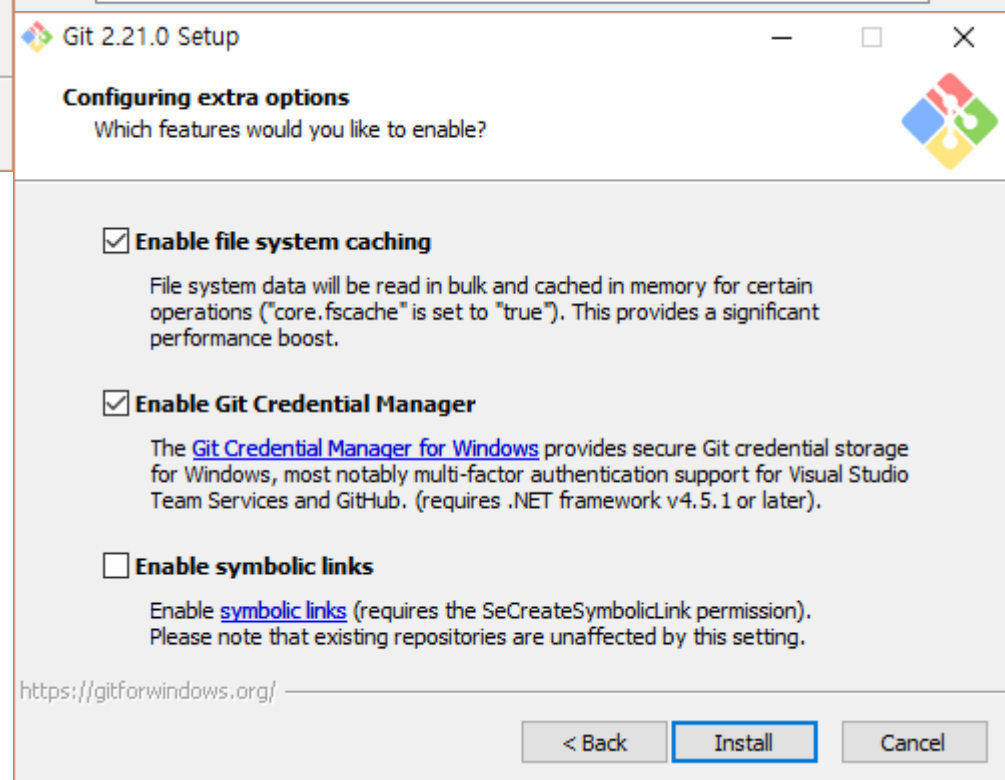 Git 2.21.0 Setup
Configuring extra options
Which features would you like to enable?
Enable file system caching
File system data will be read in bulk and cached in memory for certain
operations ("core.fscache" is set to "true"). This provides a significant
performance boost.
Enable Git Credential Manager
The Git Credential Manager for Windows provides secure Git credential storage
for Windows, most notably multi-factor authentication support for Visual Studio
Team Services and GitHub. (requires .NET framework v4.5.1 or later).
Enable symbolic links
Enable symbolic links (requires the SeCreateSymbolicLink permission).
Please note that existing repositories are unaffected by this setting.
https://gitforwindows.org/
< Back
Install
Cancel